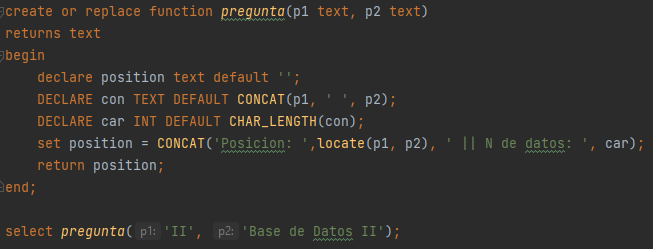 create or replace function pregunta(p1 text, p2 text)
returns text
begin
    declare position text default '';
    DECLARE con TEXT DEFAULT CONCAT(p1, ' ', p2);
    DECLARE car INT DEFAULT CHAR_LENGTH(con);
    set position = CONCAT('Posicion: ',locate(p1, p2), ' || N de datos: ', car);
    return position;
end;
select pregunta( p1: 'II', p2: 'Base de Datos II');